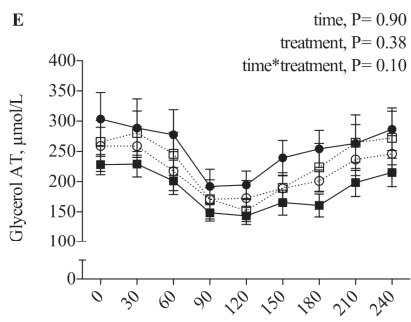 E
time, P= 0.90
treatment, P= 0.38
time*treatment, P= 0.10
Glycerol AT, µmol/L
400
350
300
250
200
150
100
0
0 30 60 90 120 150 180 210 240